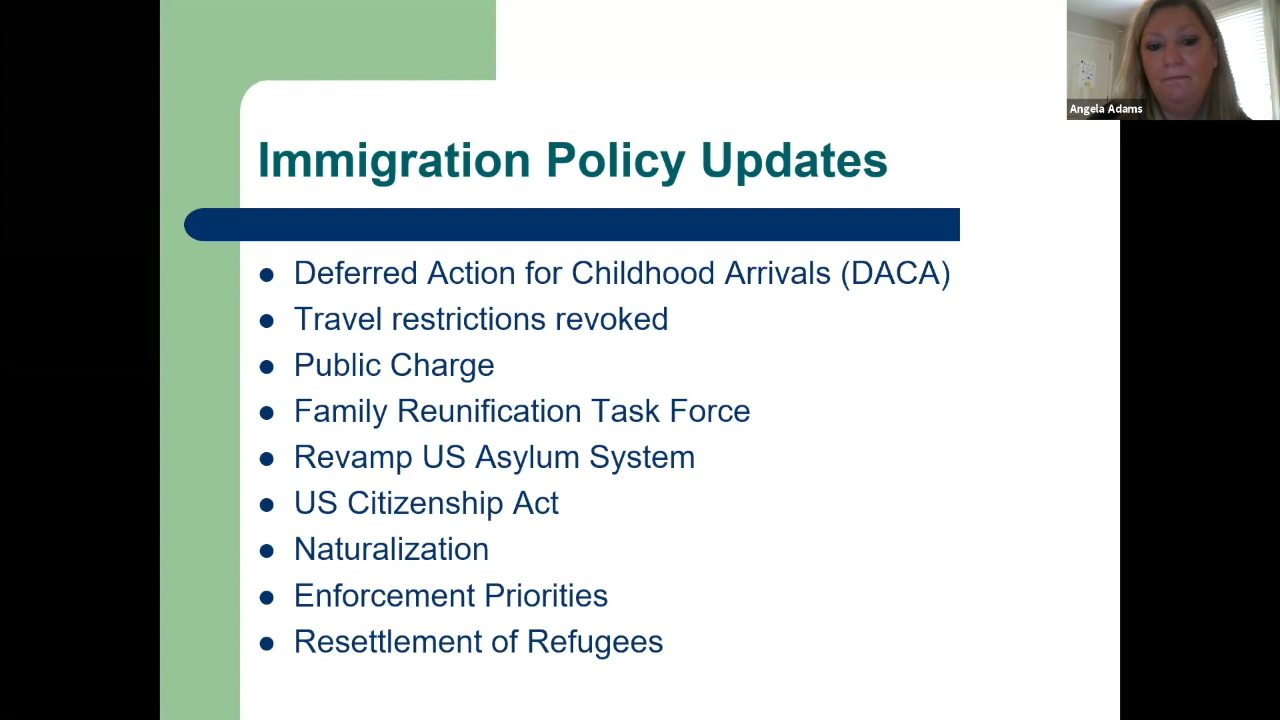 Angela Adams
Immigration Policy Updates
● Deferred Action for Childhood Arrivals (DACA)
● Travel restrictions revoked
● Public Charge
● Family Reunification Task Force
● Revamp US Asylum System
● US Citizenship Act
● Naturalization
● Enforcement Priorities
● Resettlement of Refugees